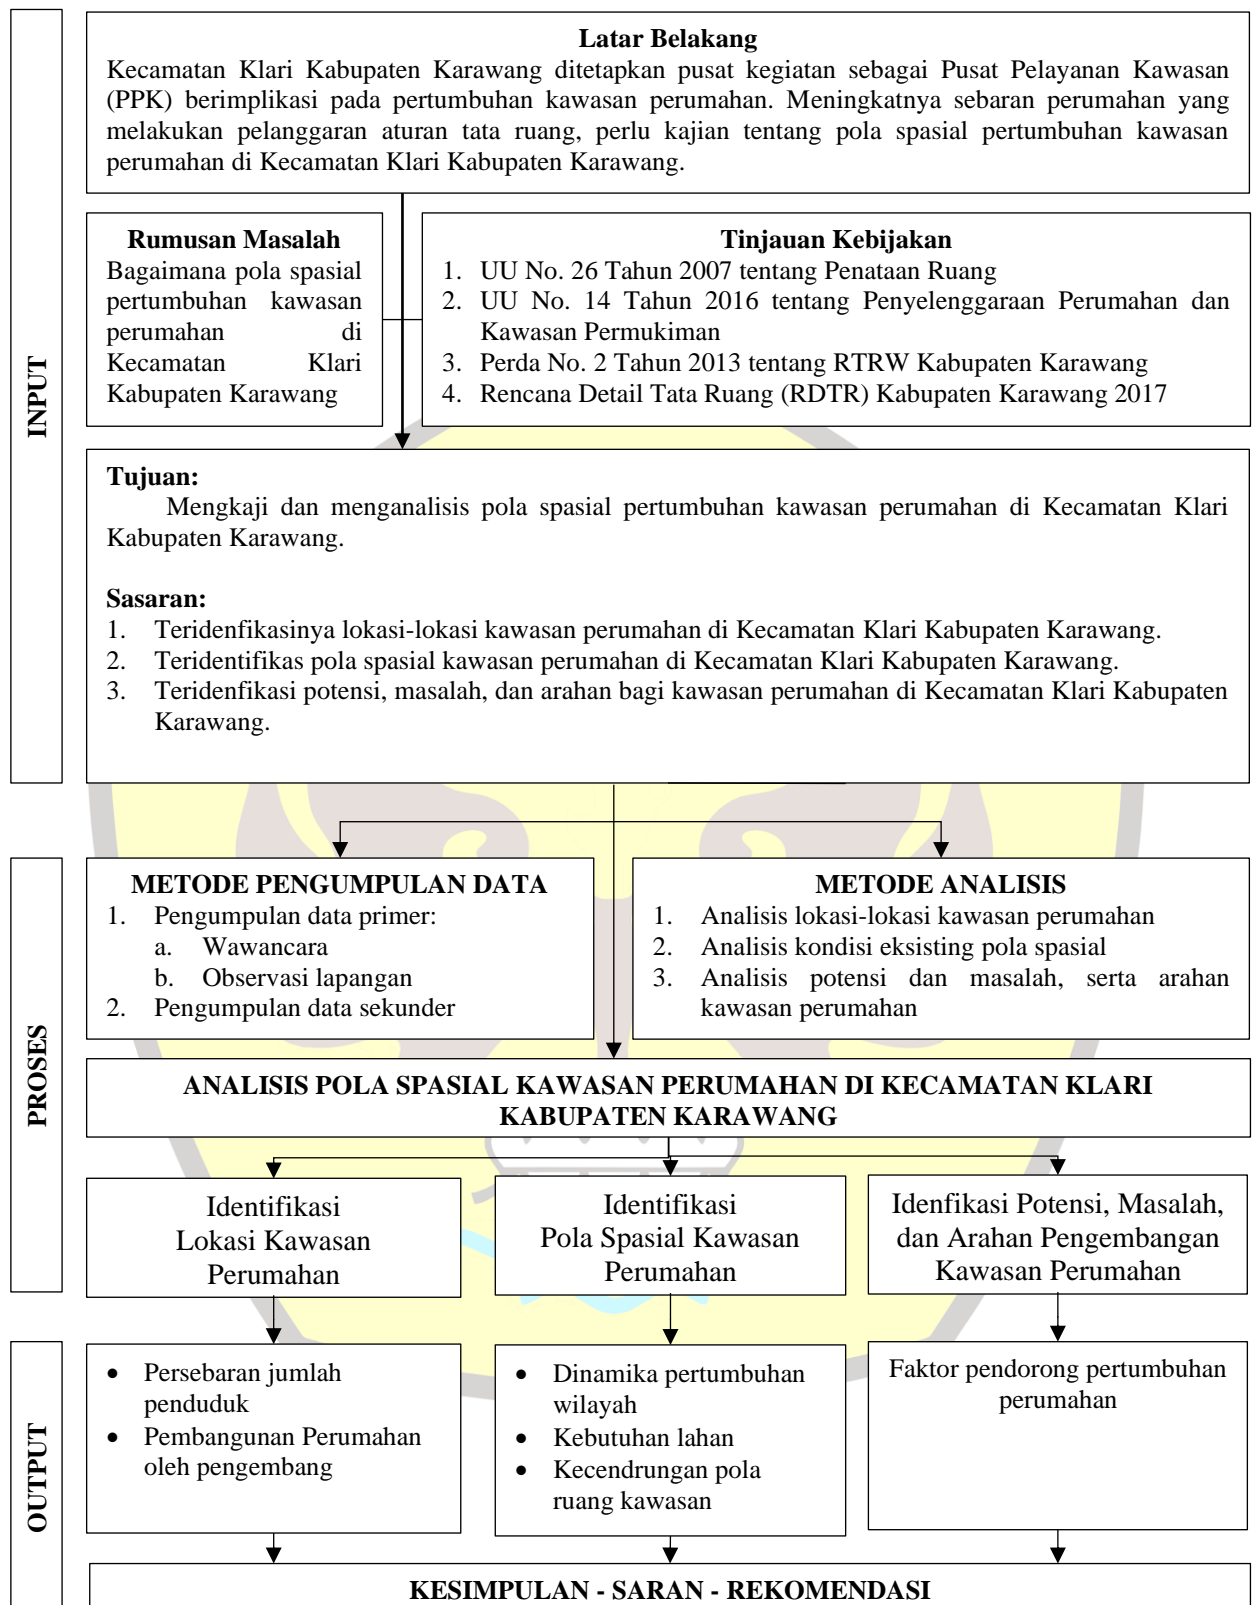 INPUT
Latar Belakang
Kecamatan Klari Kabupaten Karawang ditetapkan pusat kegiatan sebagai Pusat Pelayanan Kawasan
(PPK) berimplikasi pada pertumbuhan kawasan perumahan. Meningkatnya sebaran perumahan yang
melakukan pelanggaran aturan tata ruang, perlu kajian tentang pola spasial pertumbuhan kawasan
perumahan di Kecamatan Klari Kabupaten Karawang.
Rumusan Masalah
Bagaimana pola spasial
pertumbuhan kawasan
perumahan di
Kecamatan Klari
Kabupaten Karawang
Tinjauan Kebijakan
1. UU No. 26 Tahun 2007 tentang Penataan Ruang
2. UU No. 14 Tahun 2016 tentang Penyelenggaraan Perumahan dan
Kawasan Permukiman
3. Perda No. 2 Tahun 2013 tentang RTRW Kabupaten Karawang
4. Rencana Detail Tata Ruang (RDTR) Kabupaten Karawang 2017
Tujuan:
Mengkaji dan menganalisis pola spasial pertumbuhan kawasan perumahan di Kecamatan Klari
Kabupaten Karawang.
Sasaran:
1. Teridenfikasinya lokasi-lokasi kawasan perumahan di Kecamatan Klari Kabupaten Karawang.
2. Teridentifikas pola spasial kawasan perumahan di Kecamatan Klari Kabupaten Karawang.
3. Teridenfikasi potensi, masalah, dan arahan bagi kawasan perumahan di Kecamatan Klari Kabupaten
Karawang.
PROSES
METODE PENGUMPULAN DATA
1. Pengumpulan data primer:
a. Wawancara
b. Observasi lapangan
2. Pengumpulan data sekunder
METODE ANALISIS
1. Analisis lokasi-lokasi kawasan perumahan
2. Analisis kondisi eksisting pola spasial
3. Analisis potensi dan masalah, serta arahan
kawasan perumahan
ANALISIS POLA SPASIAL KAWASAN PERUMAHAN DI KECAMATAN KLARI
KABUPATEN KARAWANG
Identifikasi
Lokasi Kawasan
Perumahan
Identifikasi
Pola Spasial Kawasan
Perumahan
Idenfikasi Potensi, Masalah,
dan Arahan Pengembangan
Kawasan Perumahan
OUTPUT
• Persebaran jumlah
penduduk
• Pembangunan Perumahan
oleh pengembang
• Dinamika pertumbuhan
wilayah
• Kebutuhan lahan
• Kecendrungan pola
ruang kawasan
Faktor pendorong pertumbuhan
perumahan
KESIMPULAN - SARAN - REKOMENDASI